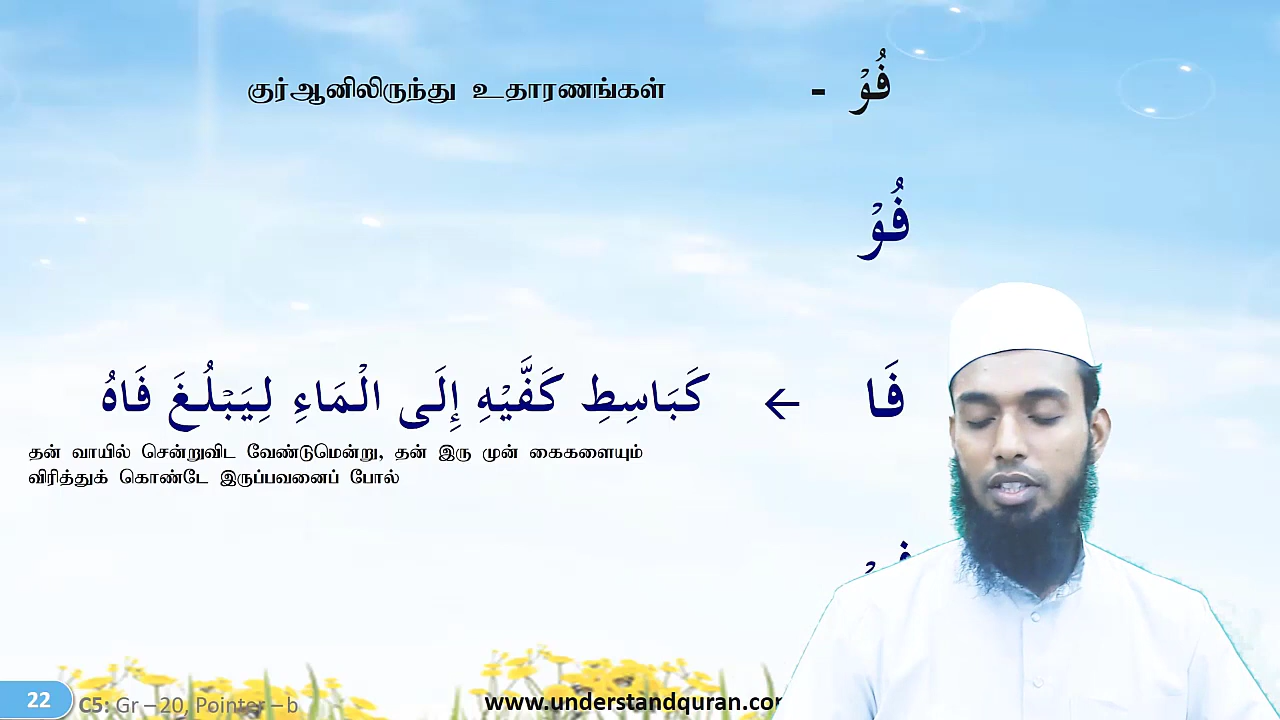 குர்ஆனிலிருந்து உதாரணங்கள் - فُوْ
فُوْ
فَا ← كَبَاسِطِ كَفَّيْهِ إِلَى الْمَاءِ لِيَبْلُغَ فَاهُ
தன் வாயில் சென்றுவிட வேண்டுமென்று, தன் இரு முன் கைகளையும்
விரித்துக் கொண்டே இருப்பவனைப் போல்
22 C5: Gr – 20, Pointer – b
www.understandquran.com